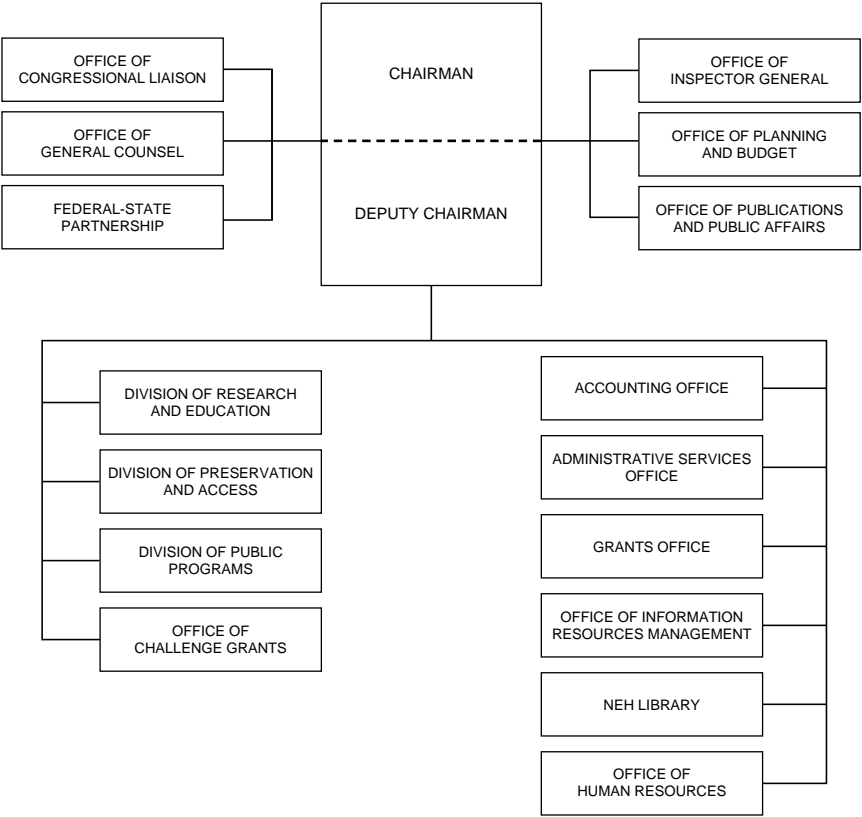 CHAIRMAN
DEPUTY CHAIRMAN
OFFICE OF
CONGRESSIONAL LIAISON
OFFICE OF
GENERAL COUNSEL
FEDERAL-STATE
PARTNERSHIP
OFFICE OF
INSPECTOR GENERAL
OFFICE OF PLANNING
AND BUDGET
OFFICE OF PUBLICATIONS
AND PUBLIC AFFAIRS
DIVISION OF RESEARCH
AND EDUCATION
DIVISION OF PRESERVATION
AND ACCESS
DIVISION OF PUBLIC
PROGRAMS
OFFICE OF
CHALLENGE GRANTS
ACCOUNTING OFFICE
ADMINISTRATIVE SERVICES
OFFICE
GRANTS OFFICE
OFFICE OF INFORMATION
RESOURCES MANAGEMENT
NEH LIBRARY
OFFICE OF
HUMAN RESOURCES